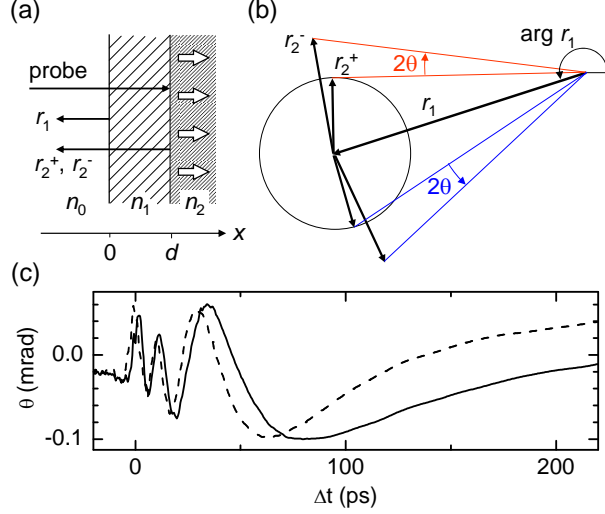 (a)
probe
r₁
r₂⁺, r₂⁻
n₀ n₁ n₂
x
0 d
(b)
r₂⁻
r₂⁺
2θ
arg r₁
r₁
2θ
(c)
θ (mrad)
0.0
-0.1
0 100 200
Δt (ps)